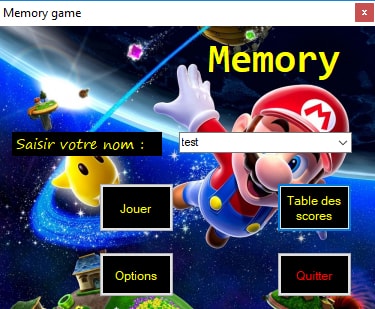 Memory game
Memory
Saisir votre nom :
test
Jouer
Table des
scores
Options
Quitter